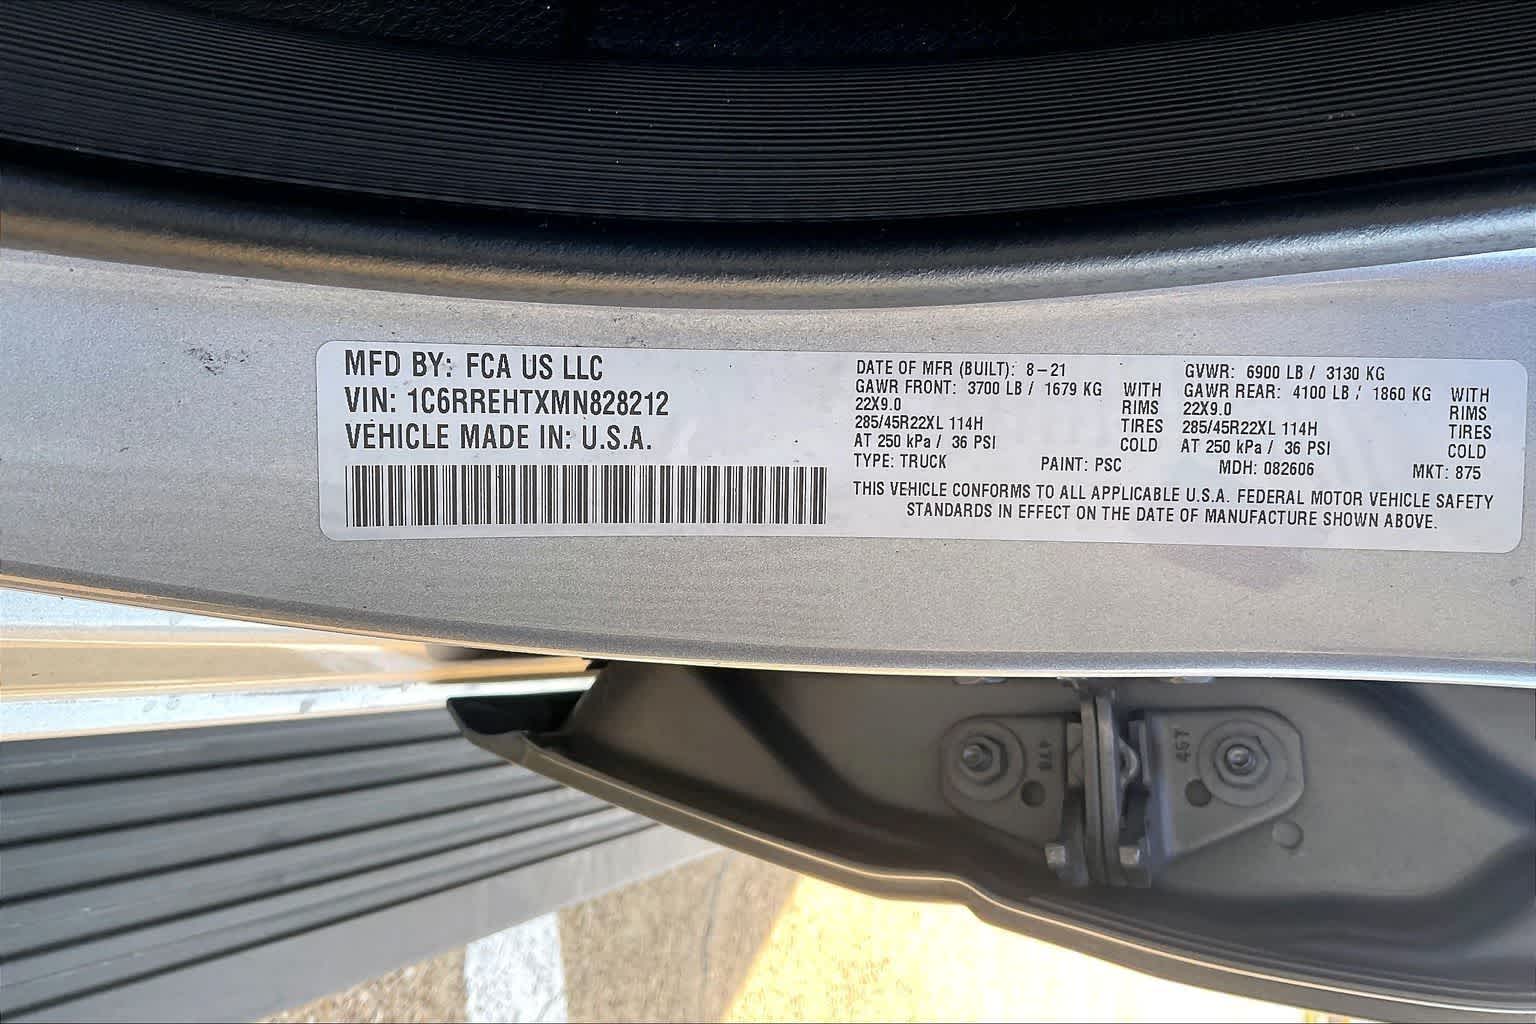 MFD BY: FCA US LLC
VIN: 1C6RREHTXMN828212
VEHICLE MADE IN: U.S.A.
DATE OF MFR (BUILT): 8-21
GAWR FRONT: 3700 LB / 1679 KG WITH
22X9.0 RIMS
285/45R22XL 114H TIRES
AT 250 kPa / 36 PSI COLD
TYPE: TRUCK PAINT: PSC
GVWR: 6900 LB / 3130 KG
GAWR REAR: 4100 LB / 1860 KG WITH
22X9.0 RIMS
285/45R22XL 114H TIRES
AT 250 kPa / 36 PSI COLD
MDH: 082606 MKT: 875
THIS VEHICLE CONFORMS TO ALL APPLICABLE U.S.A. FEDERAL MOTOR VEHICLE SAFETY
STANDARDS IN EFFECT ON THE DATE OF MANUFACTURE SHOWN ABOVE.